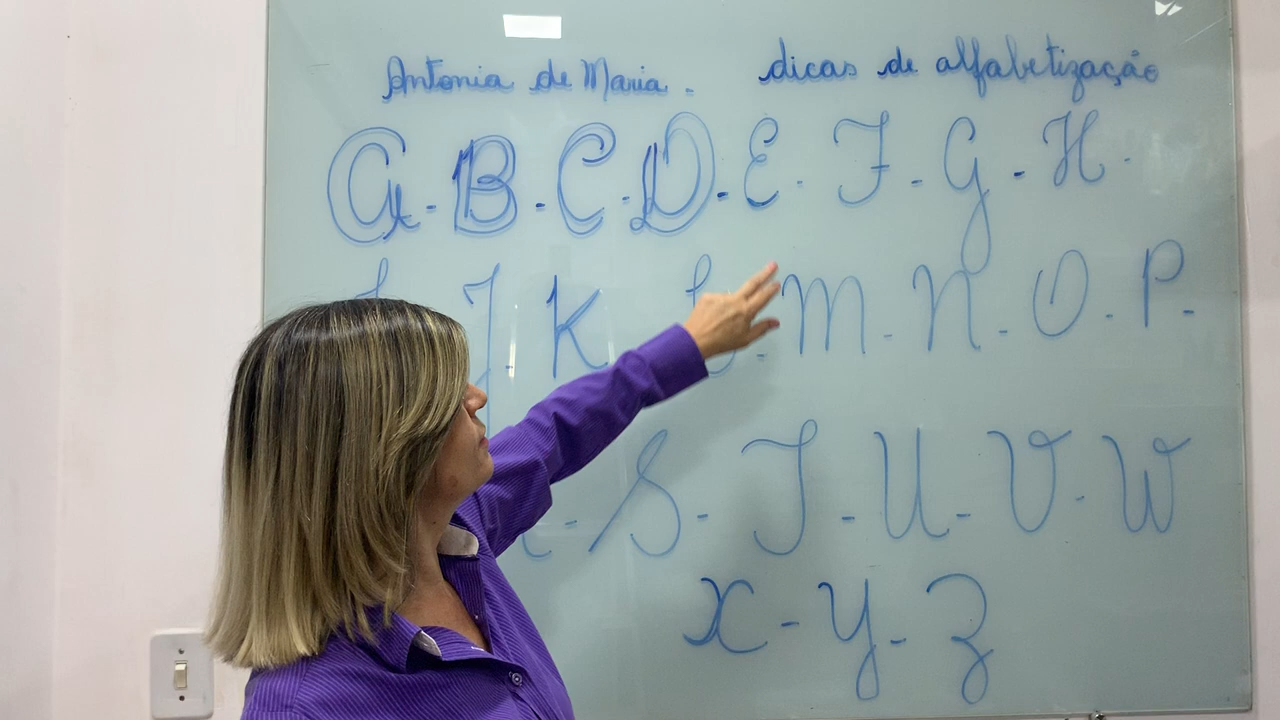 Antonia de Maria. dicas de alfabetização
A - B - C - D - E - F - G - H -
I J - K L - M - N - O - P -
- S - T - U - V - W
X - Y - Z